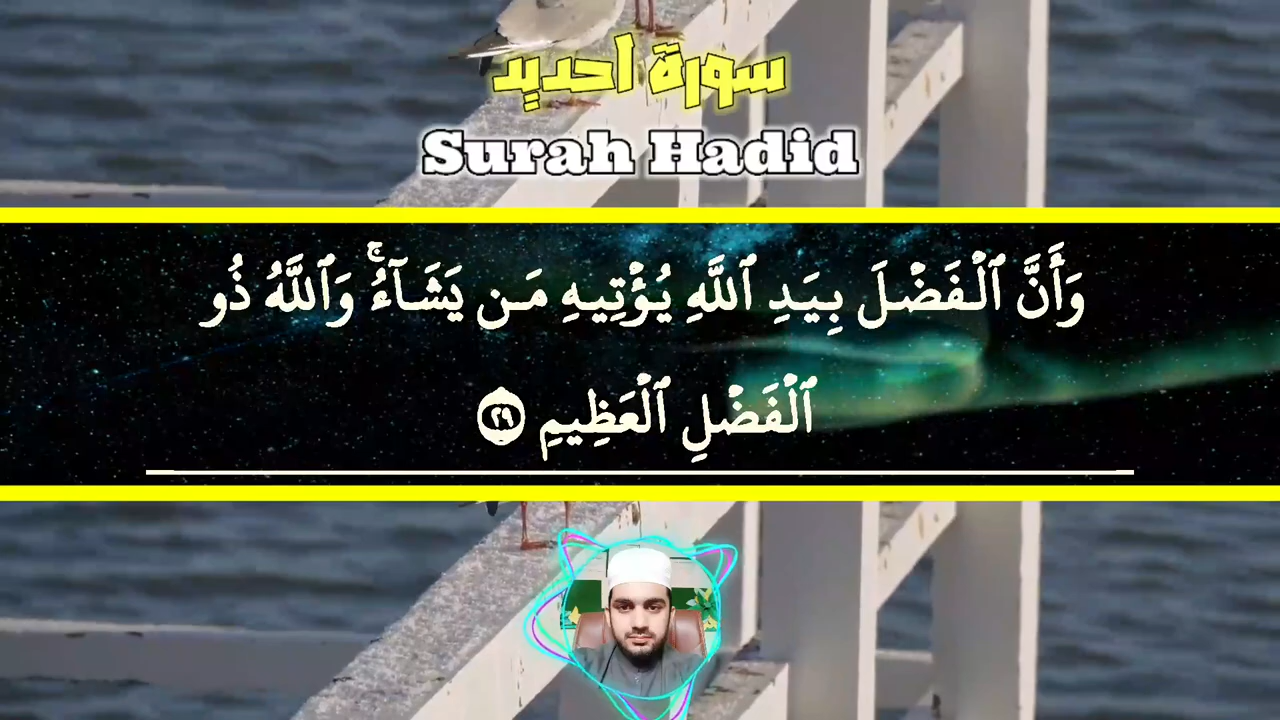 سورة احديد
Surah Hadid
وَأَنَّ ٱلْفَضْلَ بِيَدِ ٱللَّهِ يُؤْتِيهِ مَن يَشَآءُۚ وَٱللَّهُ ذُو
ٱلْفَضْلِ ٱلْعَظِيمِ ٢٩